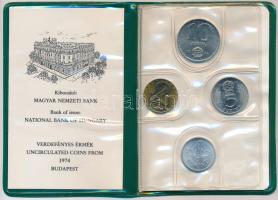 Kibocsátó:
MAGYAR NEMZETI BANK
Bank of issue:
NATIONAL BANK OF HUNGARY
VERDEFÉNYES ÉRMÉK
UNCIRCULATED COINS FROM
1974
BUDAPEST
10
2
5